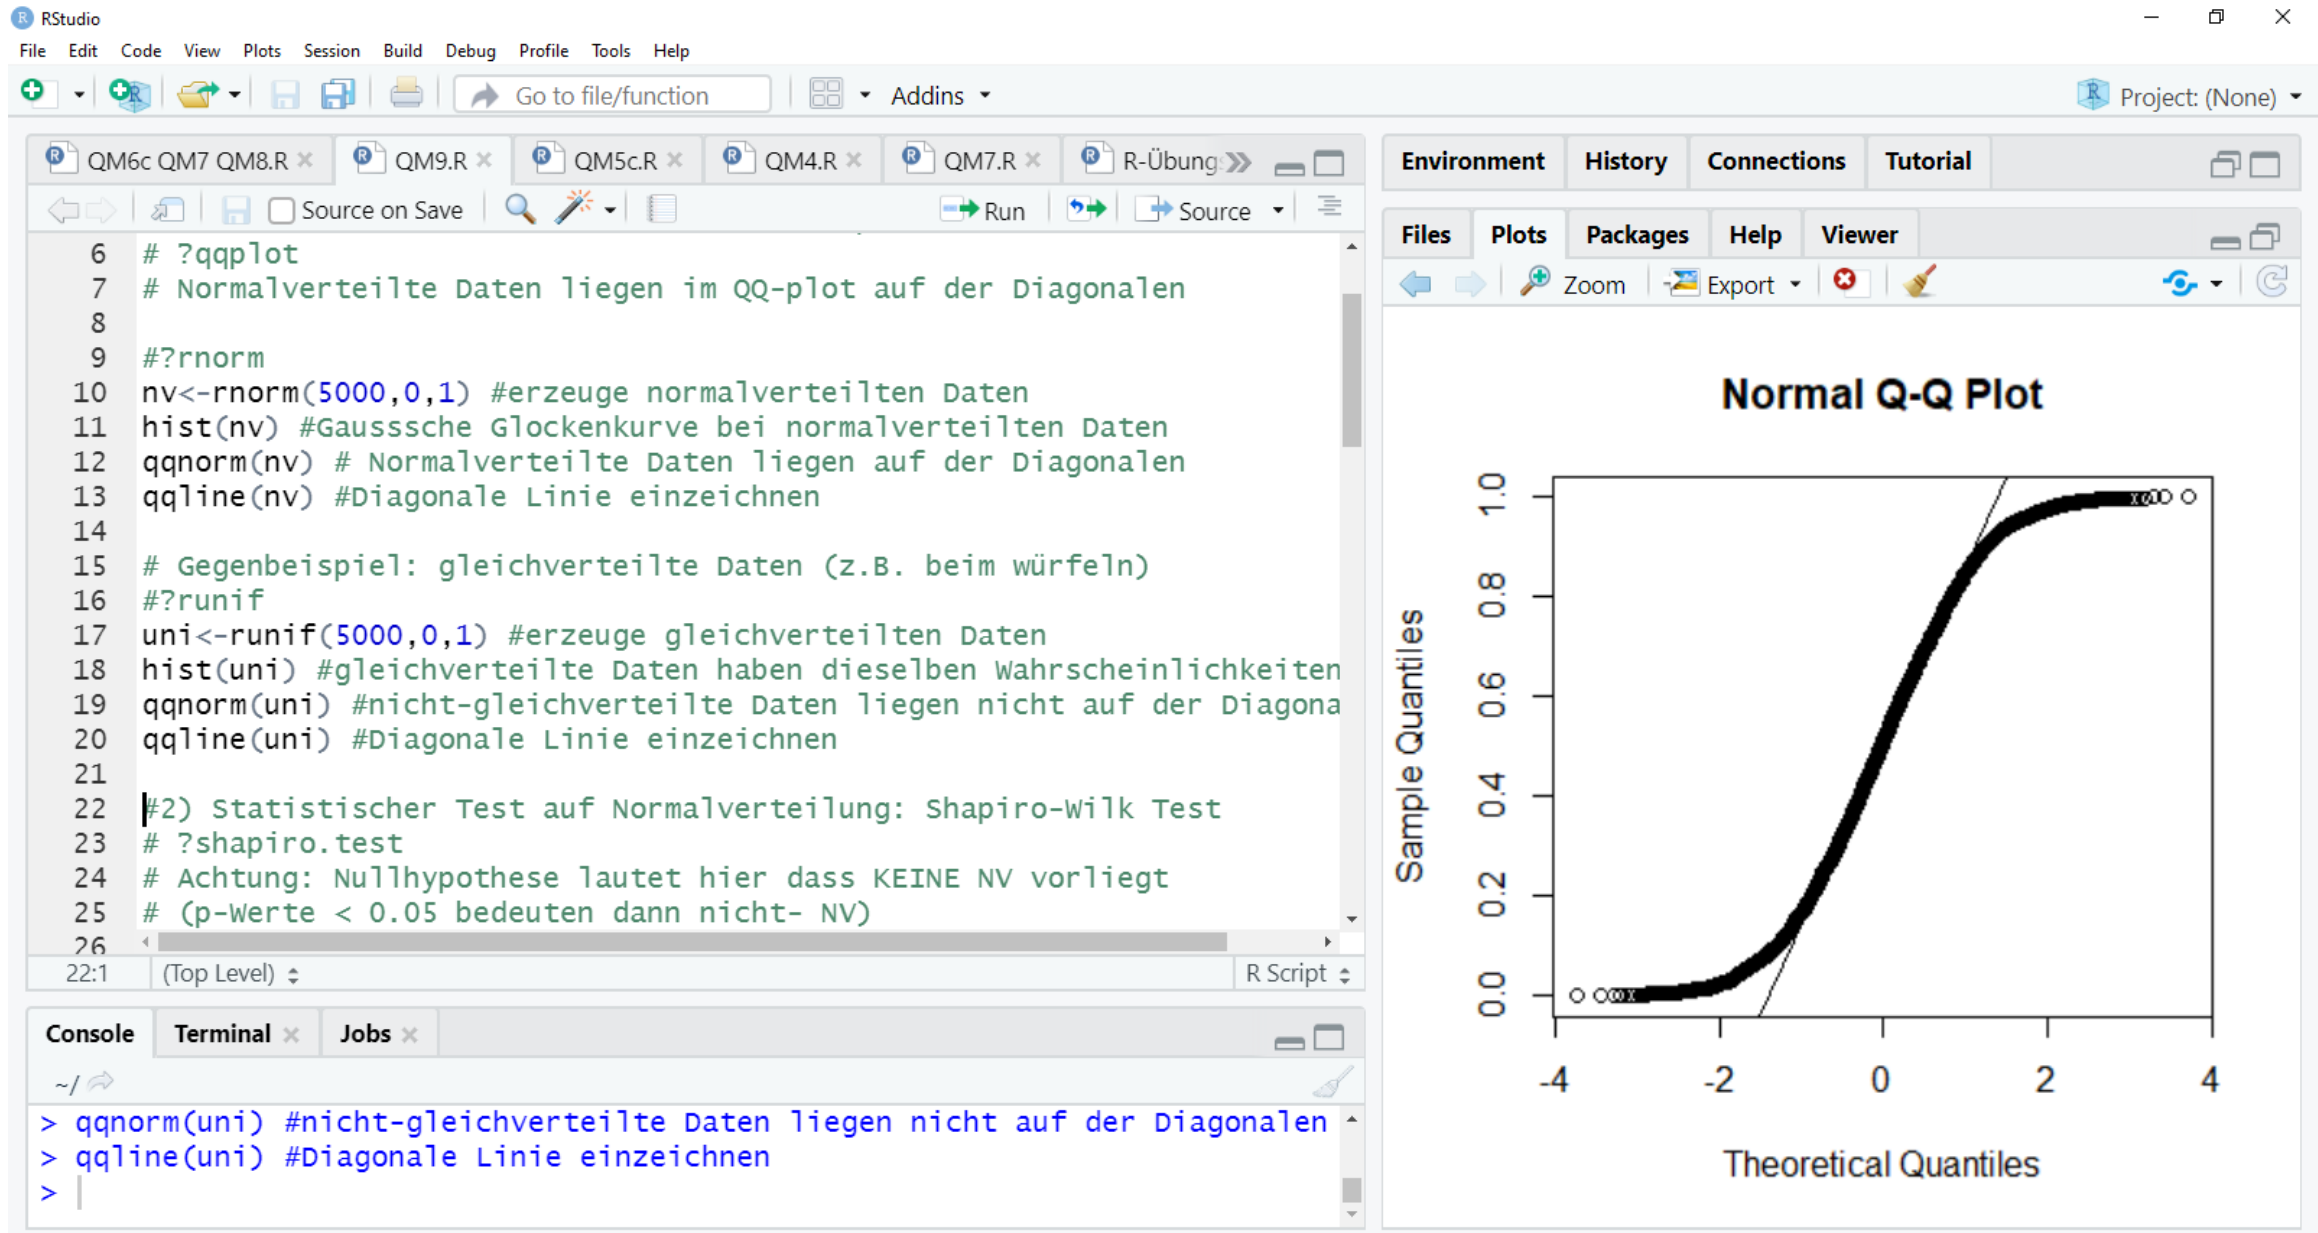 RStudio
File Edit Code View Plots Session Build Debug Profile Tools Help
Go to file/function Addins Project: (None)
QM6c QM7 QM8.R QM9.R QM5c.R QM4.R QM7.R R-Übung
Source on Save Run Source
6 # ?qqplot
7 # Normalverteilte Daten liegen im QQ-plot auf der Diagonalen
8
9 #?rnorm
10 nv<-rnorm(5000,0,1) #erzeuge normalverteilten Daten
11 hist(nv) #Gausssche Glockenkurve bei normalverteilten Daten
12 qqnorm(nv) # Normalverteilte Daten liegen auf der Diagonalen
13 qqline(nv) #Diagonale Linie einzeichnen
14
15 # Gegenbeispiel: gleichverteilte Daten (z.B. beim würfeln)
16 #?runif
17 uni<-runif(5000,0,1) #erzeuge gleichverteilten Daten
18 hist(uni) #gleichverteilte Daten haben dieselben Wahrscheinlichkeiten
19 qqnorm(uni) #nicht-gleichverteilte Daten liegen nicht auf der Diagona
20 qqline(uni) #Diagonale Linie einzeichnen
21
22 #2) Statistischer Test auf Normalverteilung: Shapiro-Wilk Test
23 # ?shapiro.test
24 # Achtung: Nullhypothese lautet hier dass KEINE NV vorliegt
25 # (p-Werte < 0.05 bedeuten dann nicht- NV)
26
22:1 (Top Level) R Script
Console Terminal Jobs
~/
> qqnorm(uni) #nicht-gleichverteilte Daten liegen nicht auf der Diagonalen
> qqline(uni) #Diagonale Linie einzeichnen
>
Environment History Connections Tutorial
Files Plots Packages Help Viewer
Zoom Export
Normal Q-Q Plot
Sample Quantiles
1.0
0.8
0.6
0.4
0.2
0.0
-4 -2 0 2 4
Theoretical Quantiles